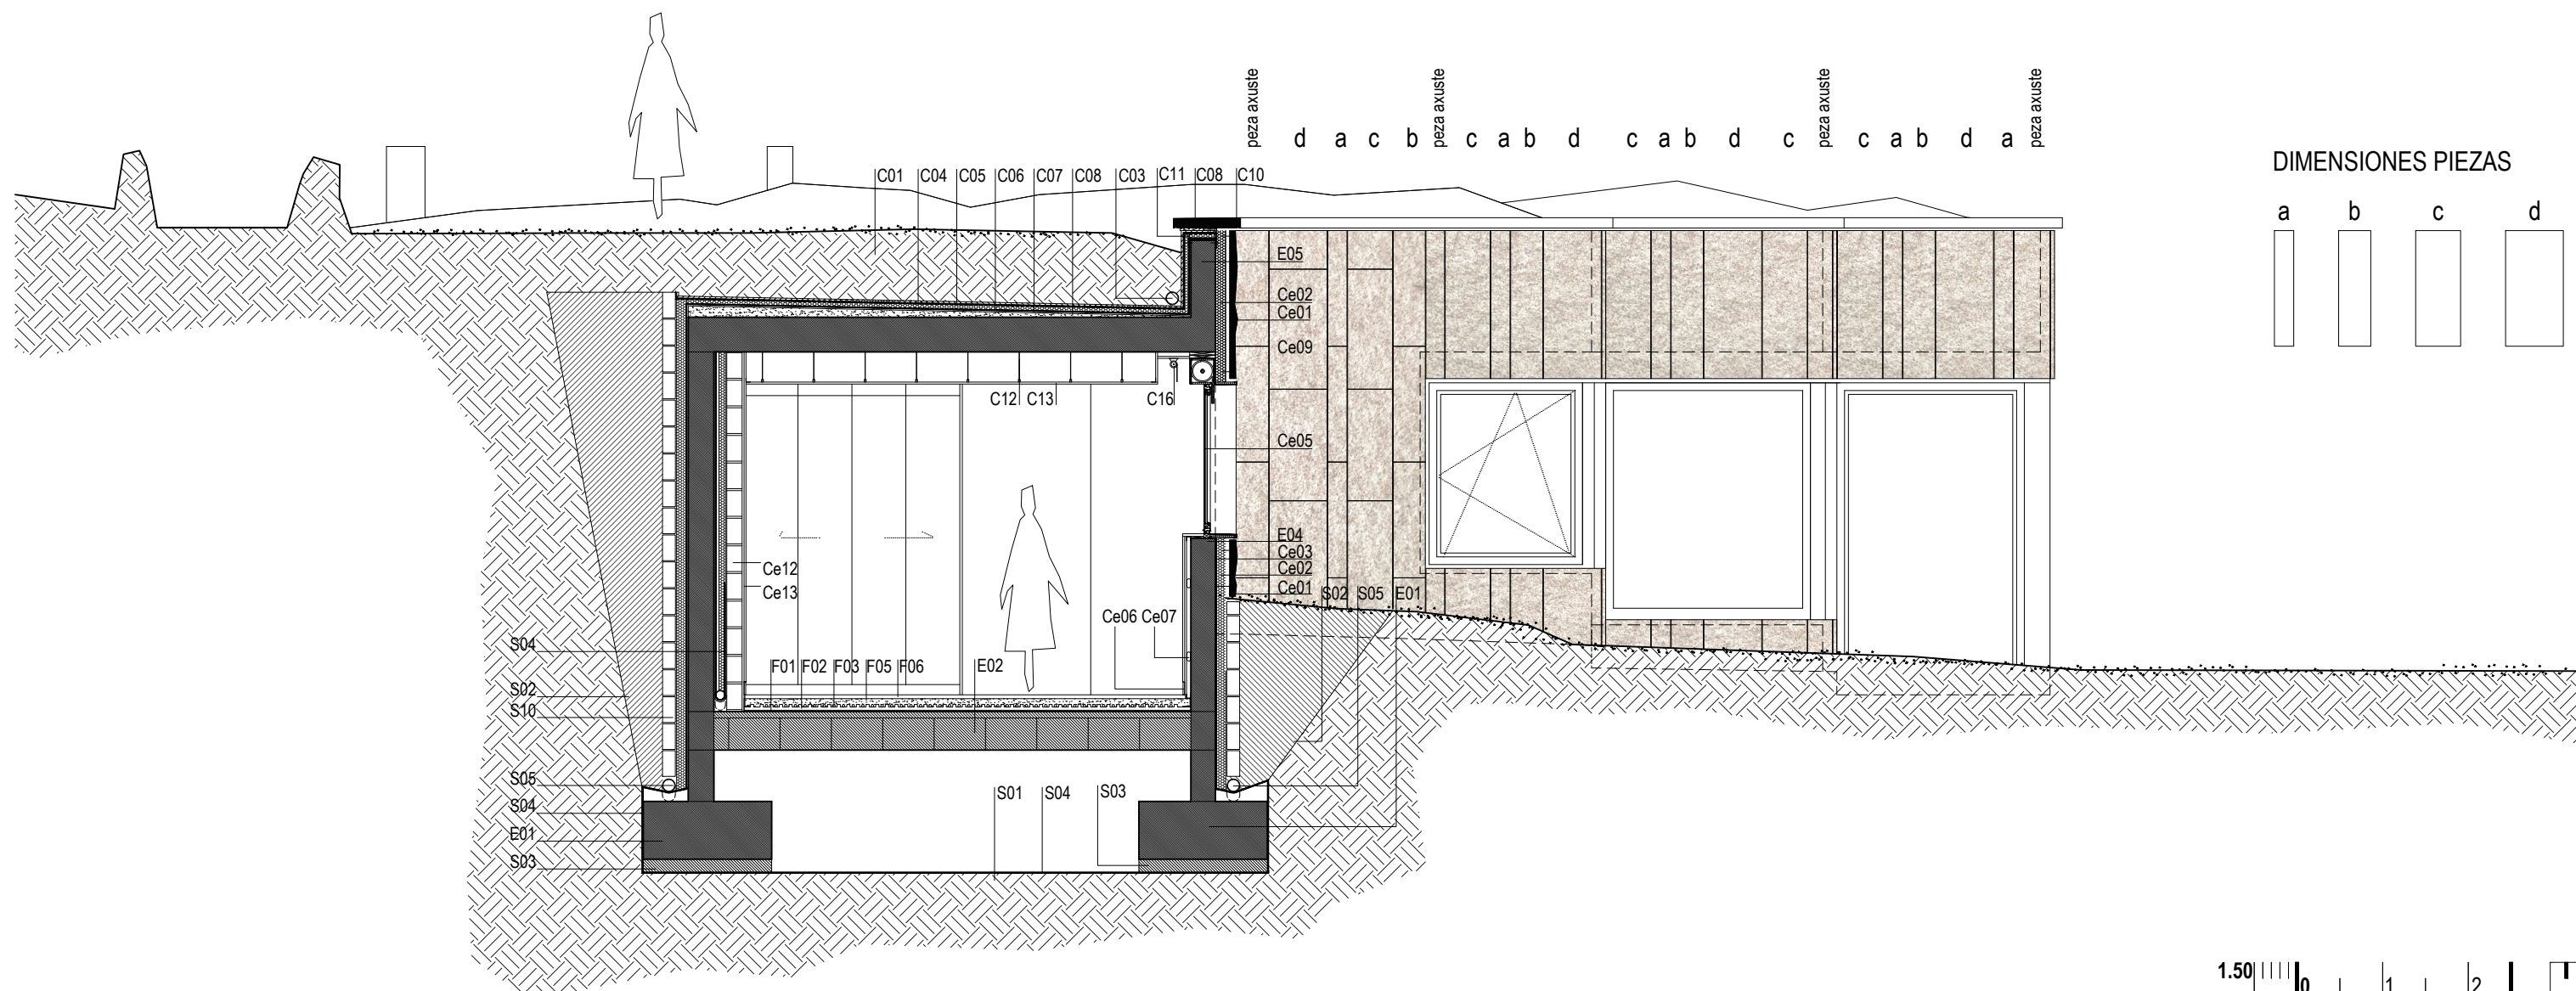 peza axuste d a c b peza axuste c a b d c a b d c peza axuste c a b d a peza axuste
DIMENSIONES PIEZAS
a b c d
C01 C04 C05 C06 C07 C08 C03 C11 C08 C10
E05
Ce02
Ce01
Ce09
C12 C13 C16
Ce05
E04
Ce03
Ce02
Ce01
S02 S05 E01
Ce12
Ce13
Ce06 Ce07
S04
F01 F02 F03 F05 F06 E02
S02
S10
S05
S04
E01
S03
S01 S04 S03
1.50 0 1 2